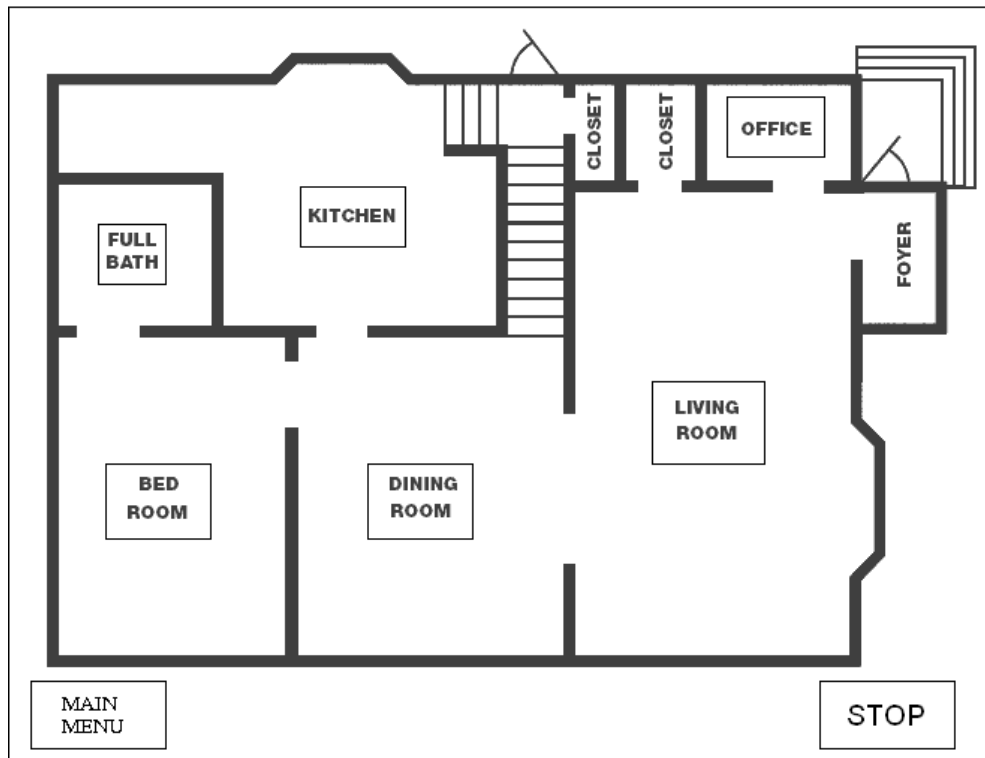 CLOSET
CLOSET
OFFICE
KITCHEN
FULL
BATH
FOYER
LIVING
ROOM
BED
ROOM
DINING
ROOM
MAIN
MENU
STOP